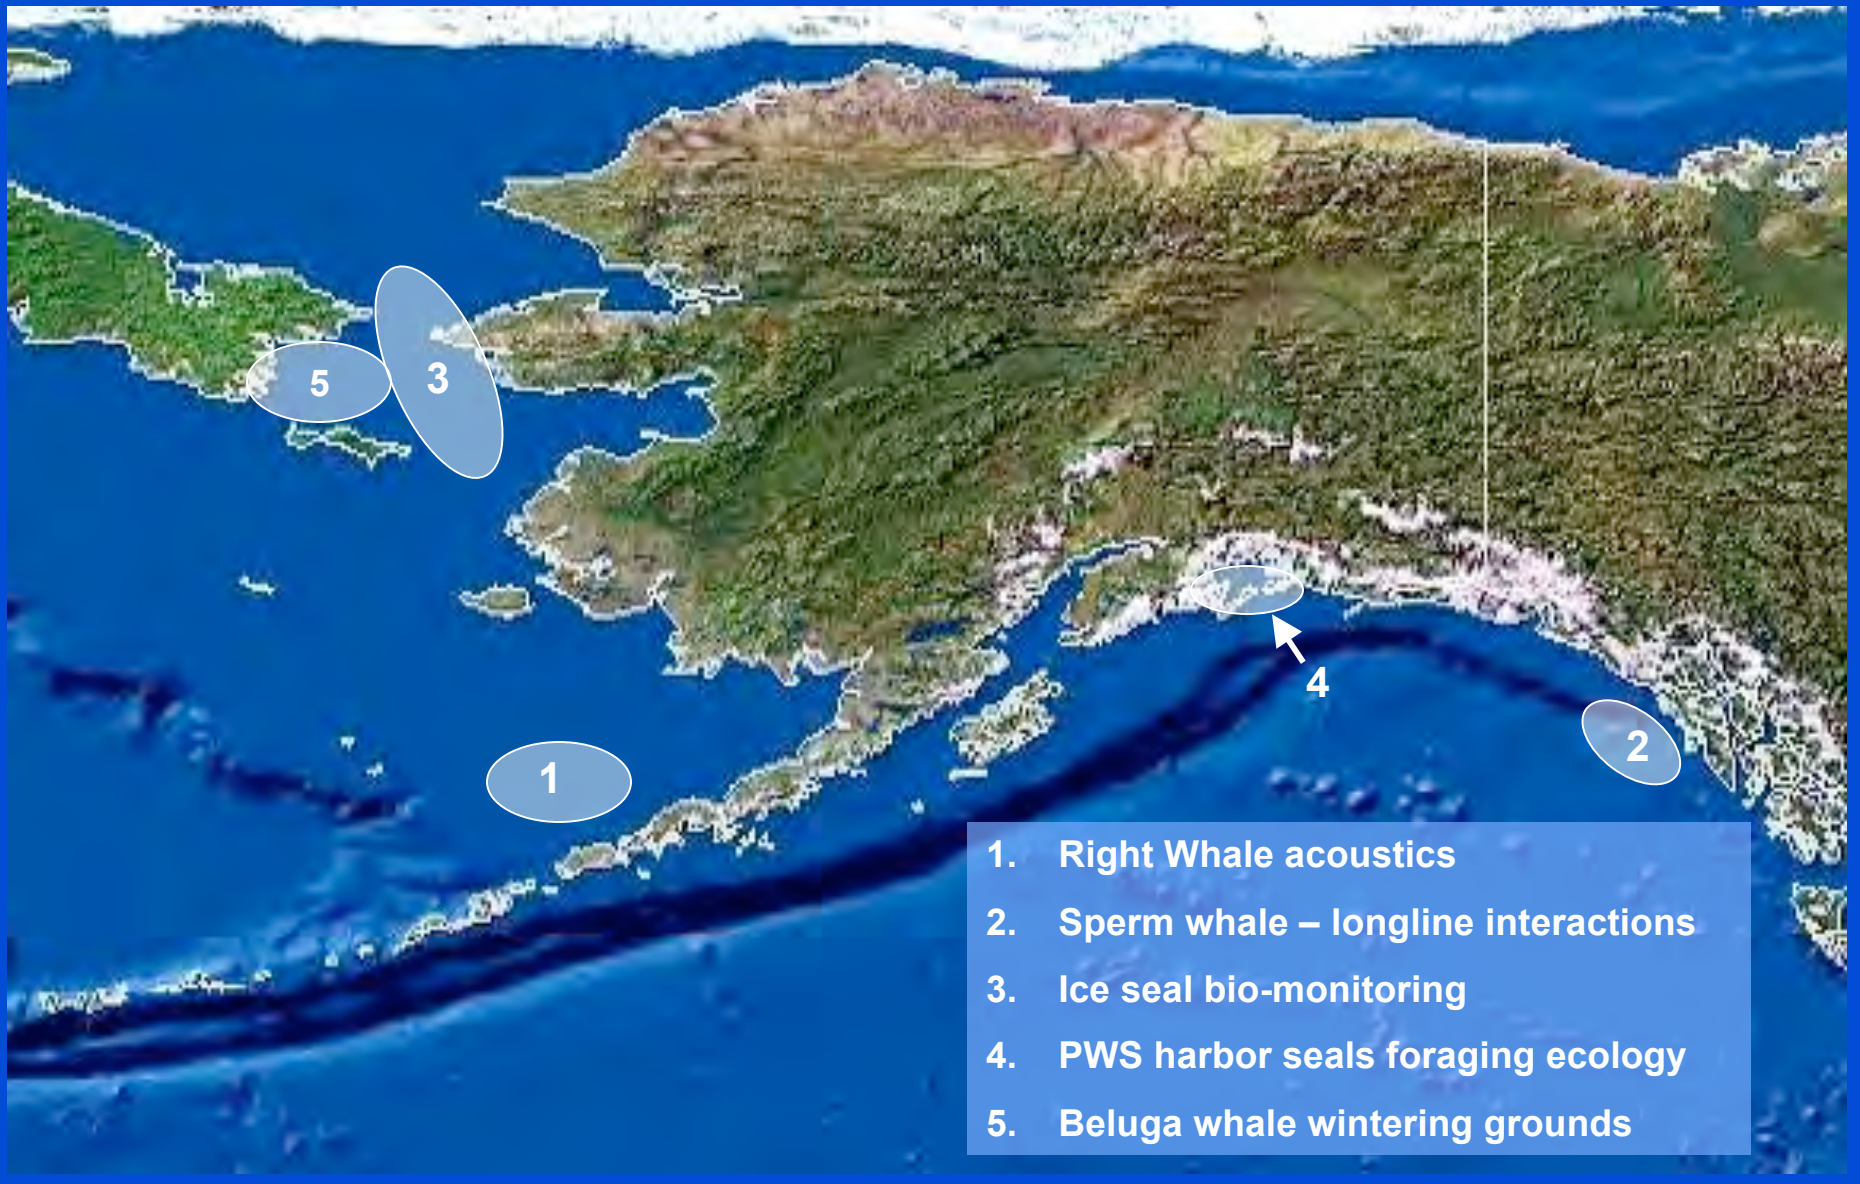 5
3
4
2
1
1. Right Whale acoustics
2. Sperm whale – longline interactions
3. Ice seal bio-monitoring
4. PWS harbor seals foraging ecology
5. Beluga whale wintering grounds